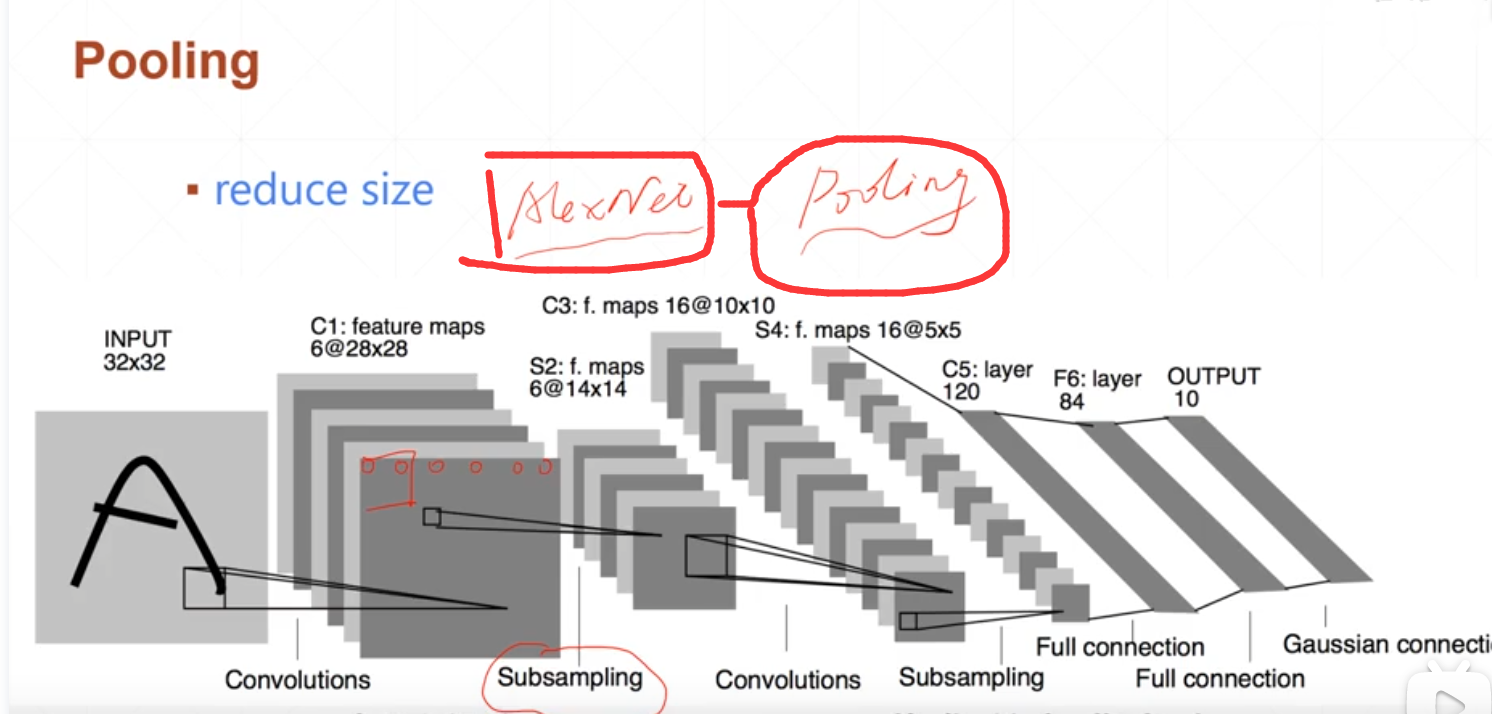 Pooling
▪ reduce size
AlexNet
Pooling
C3: f. maps 16@10x10
INPUT
32x32
C1: feature maps
6@28x28
S4: f. maps 16@5x5
S2: f. maps
6@14x14
C5: layer
120
F6: layer
84
OUTPUT
10
A
Convolutions
Subsampling
Convolutions
Subsampling
Full connection
Full connection
Gaussian connecti